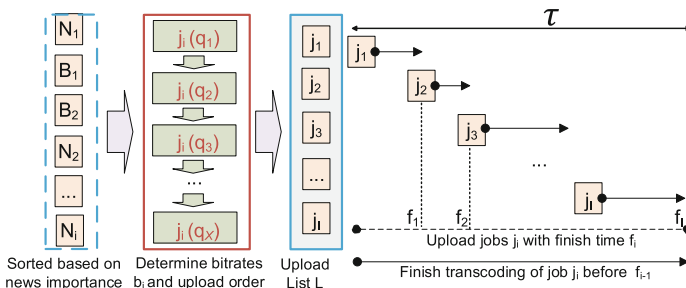 N1
B1
B2
N2
...
Ni
Sorted based on
news importance
ji (q1)
ji (q2)
ji (q3)
...
ji (qX)
Determine bitrates
bi and upload order
j1
j2
j3
...
jI
Upload
List L
τ
j1
j2
j3
...
jI
f1
f2
fI
Upload jobs ji with finish time fi
Finish transcoding of job ji before fi-1